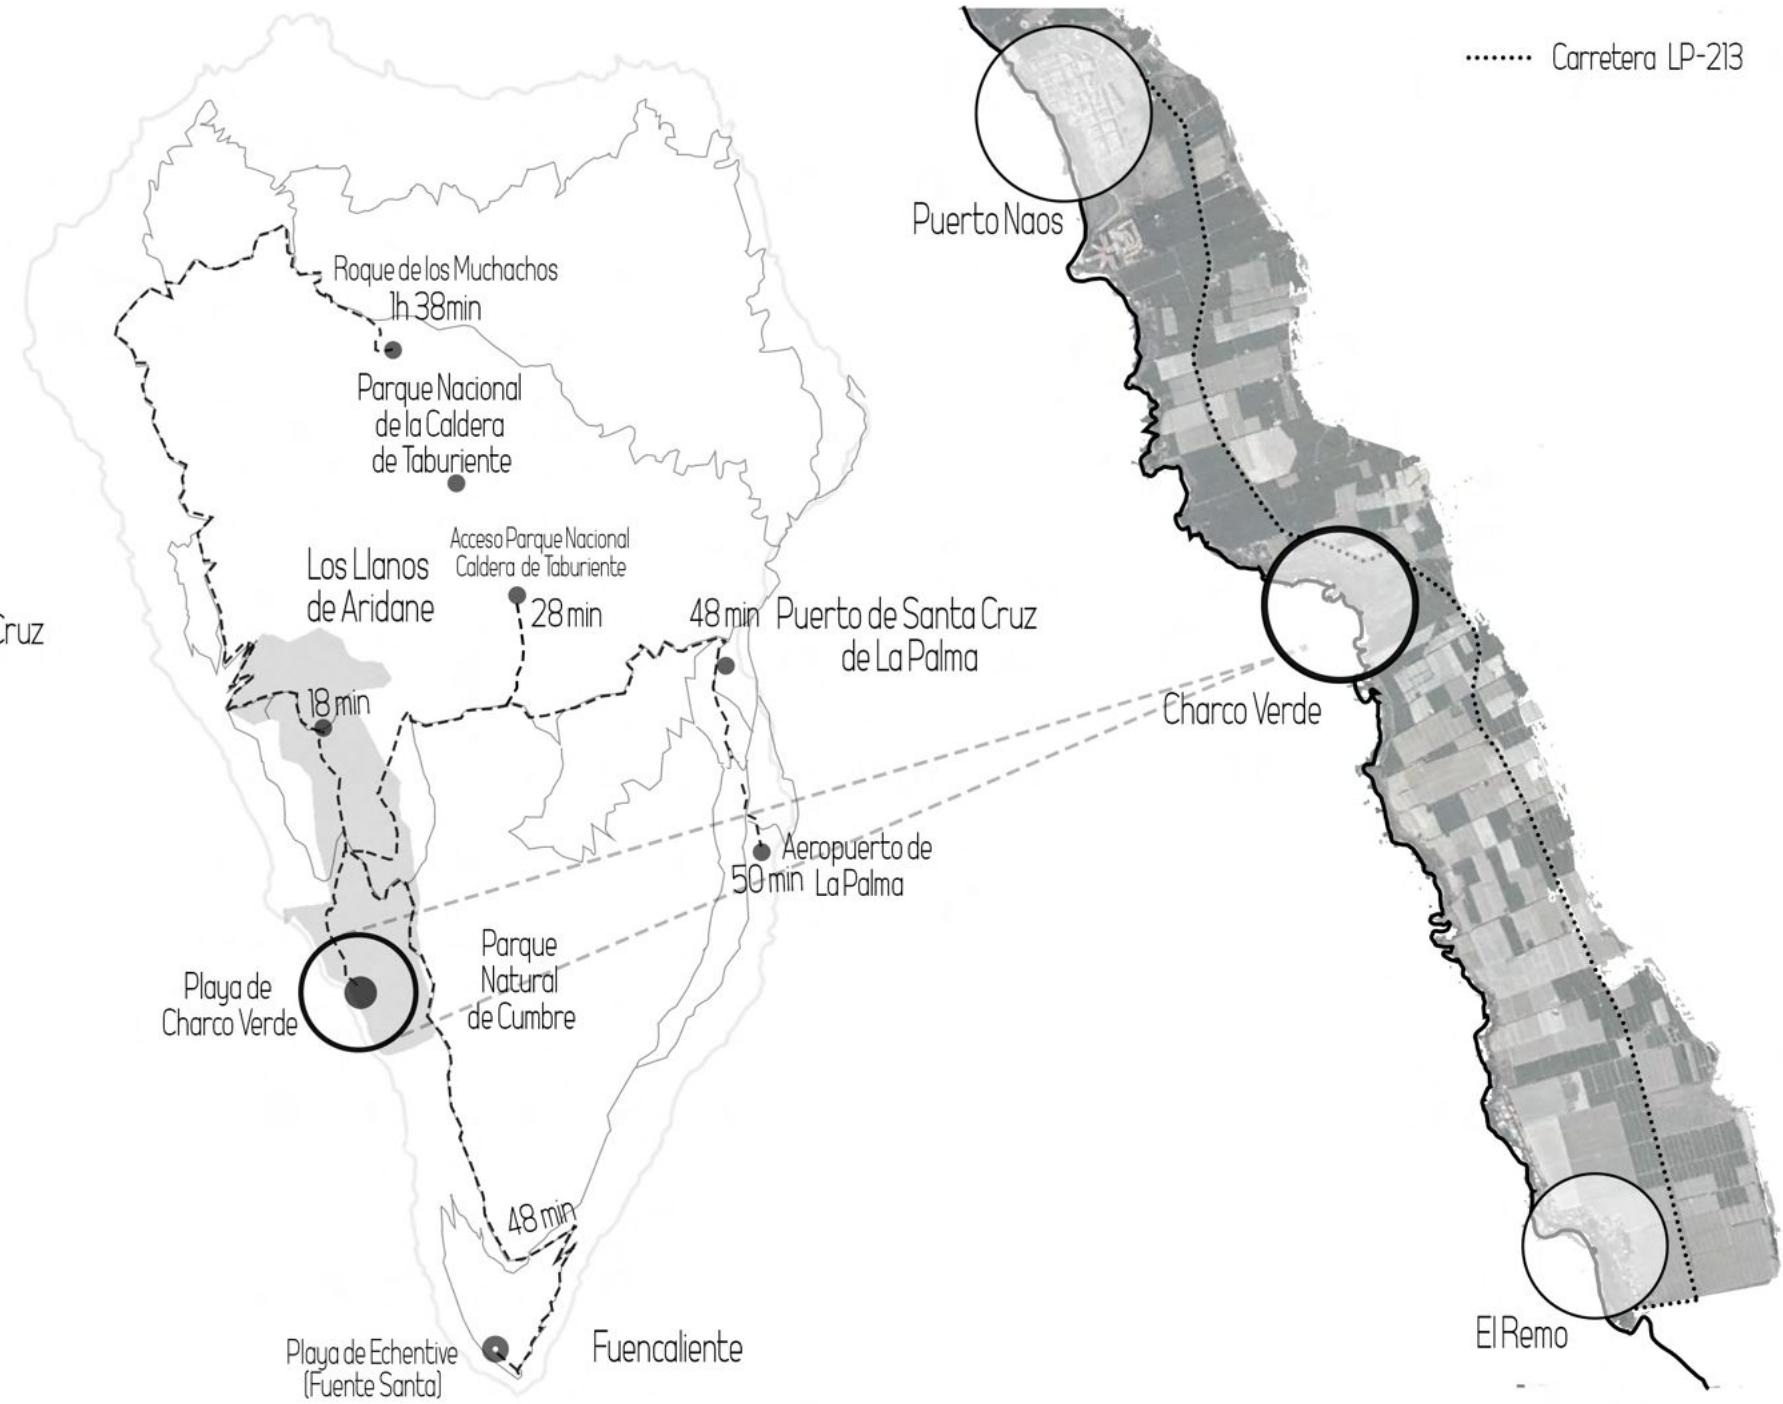 Carretera LP-213
Puerto Naos
Roque de los Muchachos
1h 38min
Parque Nacional
de la Caldera
de Taburiente
Acceso Parque Nacional
Caldera de Taburiente
28 min
Los Llanos
de Aridane
Cruz
48 min
Puerto de Santa Cruz
de La Palma
18 min
Charco Verde
Aeropuerto de
La Palma
50 min
Parque
Natural
de Cumbre
Playa de
Charco Verde
48 min
Playa de Echentive
(Fuente Santa)
Fuencaliente
El Remo